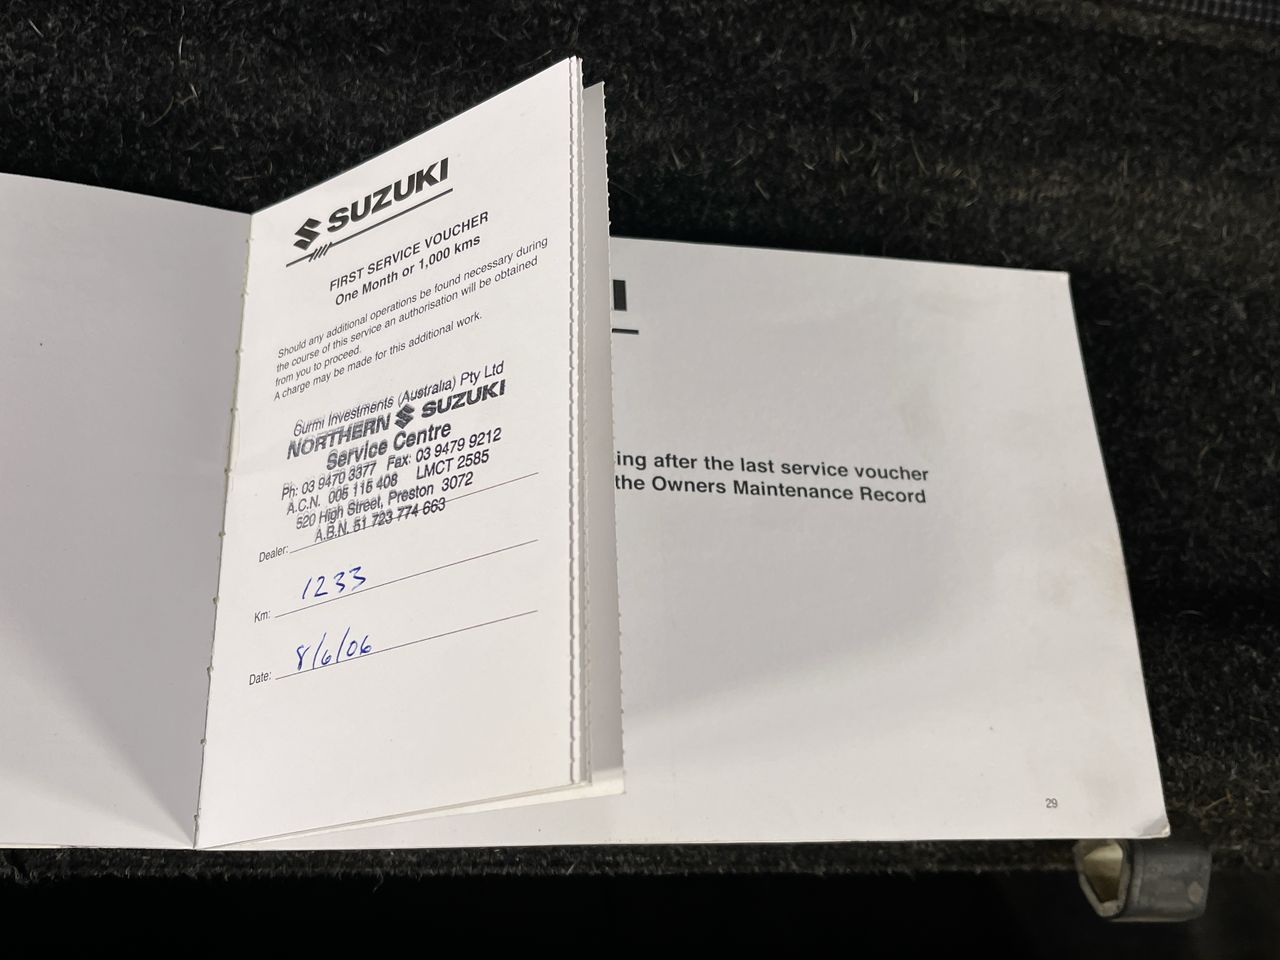 SUZUKI
FIRST SERVICE VOUCHER
One Month or 1,000 kms
Should any additional operations be found necessary during
the course of this service an authorisation will be obtained
from you to proceed.
A charge may be made for this additional work.
Surmi Investments (Australia) Pty Ltd
NORTHERN SUZUKI
Service Centre
Ph: 03 9470 3377 Fax: 03 9479 9212
A.C.N. 005 115 408 LMCT 2585
520 High Street, Preston 3072
A.B.N. 51 723 774 663
Dealer:
Km: 1233
Date: 8/6/06
I
ing after the last service voucher
the Owners Maintenance Record
29